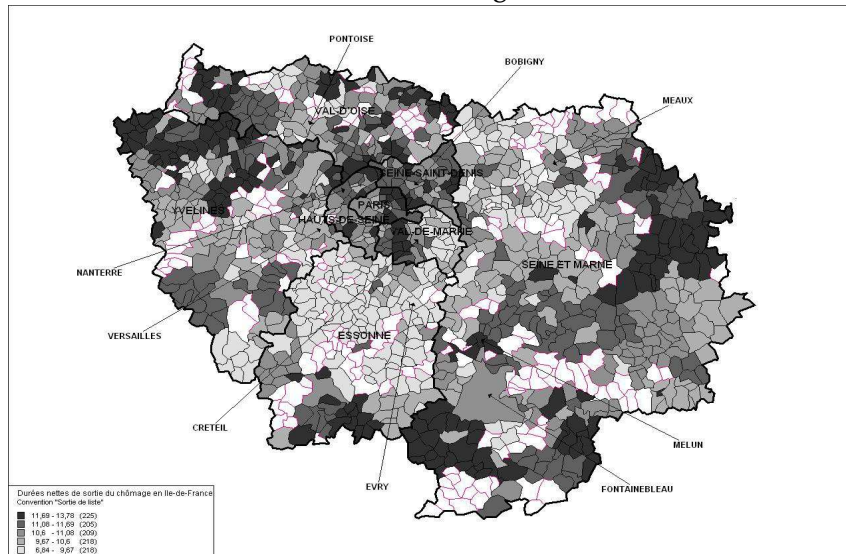 PONTOISE
BOBIGNY
MEAUX
VAL-D'OISE
SEINE-SAINT-DENIS
PARIS
YVELINES
HAUTS-DE-SEINE
VAL-DE-MARNE
SEINE ET MARNE
NANTERRE
VERSAILLES
ESSONNE
CRETEIL
MELUN
EVRY
FONTAINEBLEAU
Durées nettes de sortie du chômage en Ile-de-France
Convention "Sortie de liste"
11,69 - 13,78 (225)
11,08 - 11,69 (205)
10,6 - 11,08 (209)
9,67 - 10,6 (218)
6,84 - 9,67 (218)